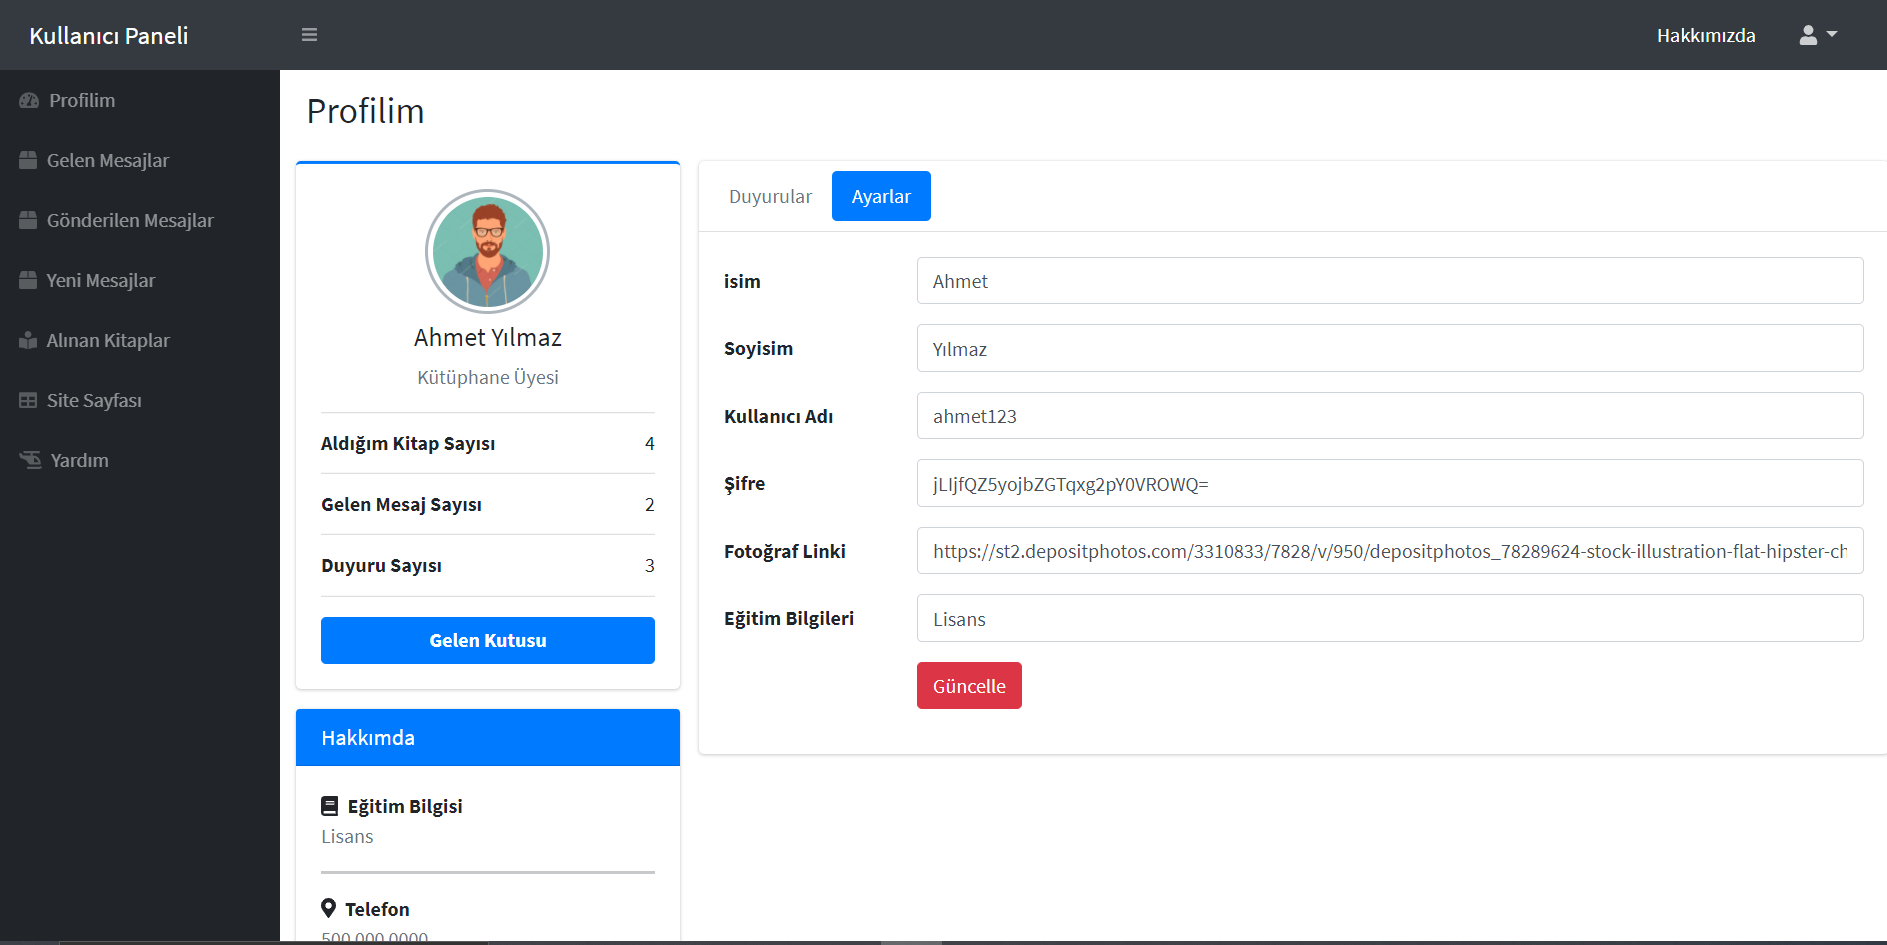 Kullanıcı Paneli
Hakkımızda
Profilim
Gelen Mesajlar
Gönderilen Mesajlar
Yeni Mesajlar
Alınan Kitaplar
Site Sayfası
Yardım
Profilim
Ahmet Yılmaz
Kütüphane Üyesi
Aldığım Kitap Sayısı 4
Gelen Mesaj Sayısı 2
Duyuru Sayısı 3
Gelen Kutusu
Hakkımda
Eğitim Bilgisi
Lisans
Telefon
500 000 0000
Duyurular Ayarlar
isim Ahmet
Soyisim Yılmaz
Kullanıcı Adı ahmet123
Şifre jLIjfQZ5yojbZGTqxg2pY0VROWQ=
Fotoğraf Linki https://st2.depositphotos.com/3310833/7828/v/950/depositphotos_78289624-stock-illustration-flat-hipster-ch
Eğitim Bilgileri Lisans
Güncelle